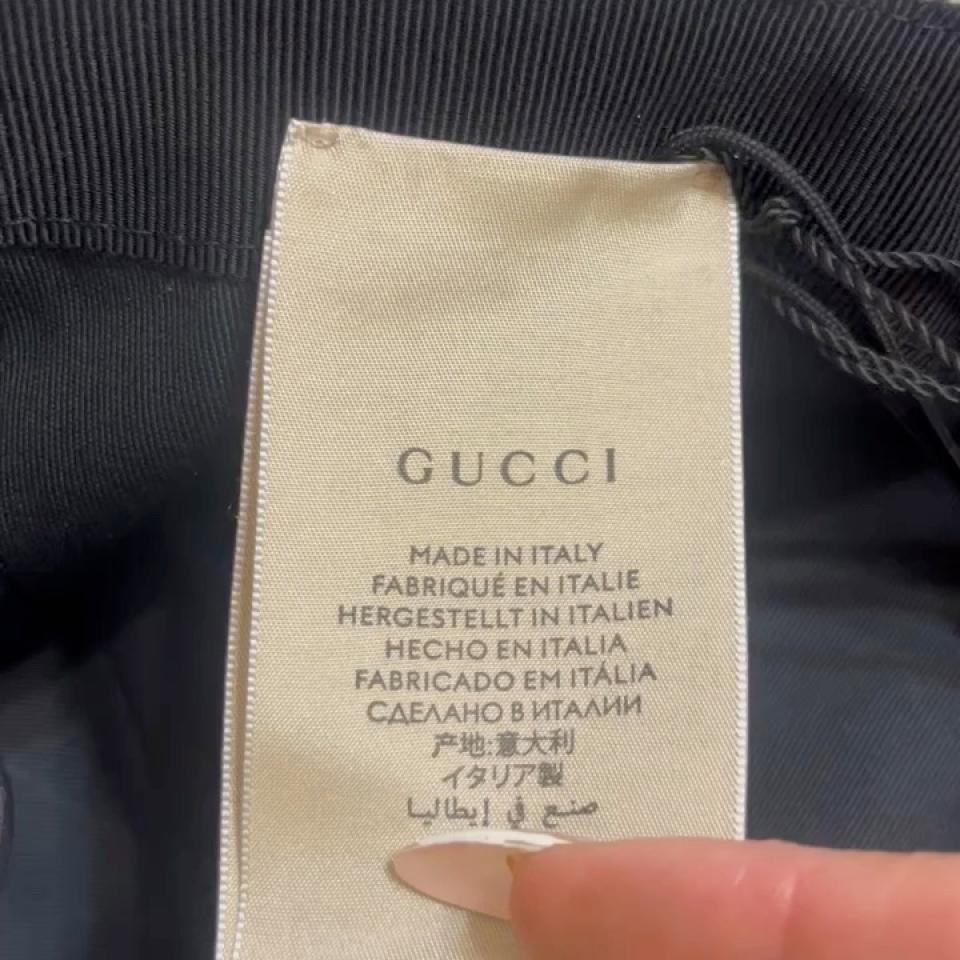 GUCCI
MADE IN ITALY
FABRIQUÉ EN ITALIE
HERGESTELLT IN ITALIEN
HECHO EN ITALIA
FABRICADO EM ITÁLIA
СДЕЛАНО В ИТАЛИИ
产地:意大利
イタリア製
صنع في إيطاليا